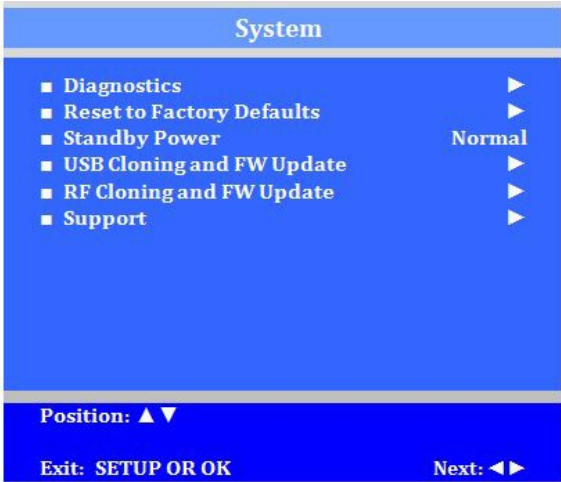 System
■ Diagnostics ►
■ Reset to Factory Defaults ►
■ Standby Power Normal
■ USB Cloning and FW Update ►
■ RF Cloning and FW Update ►
■ Support ►
Position: ▲▼
Exit: SETUP OR OK Next: ◄►